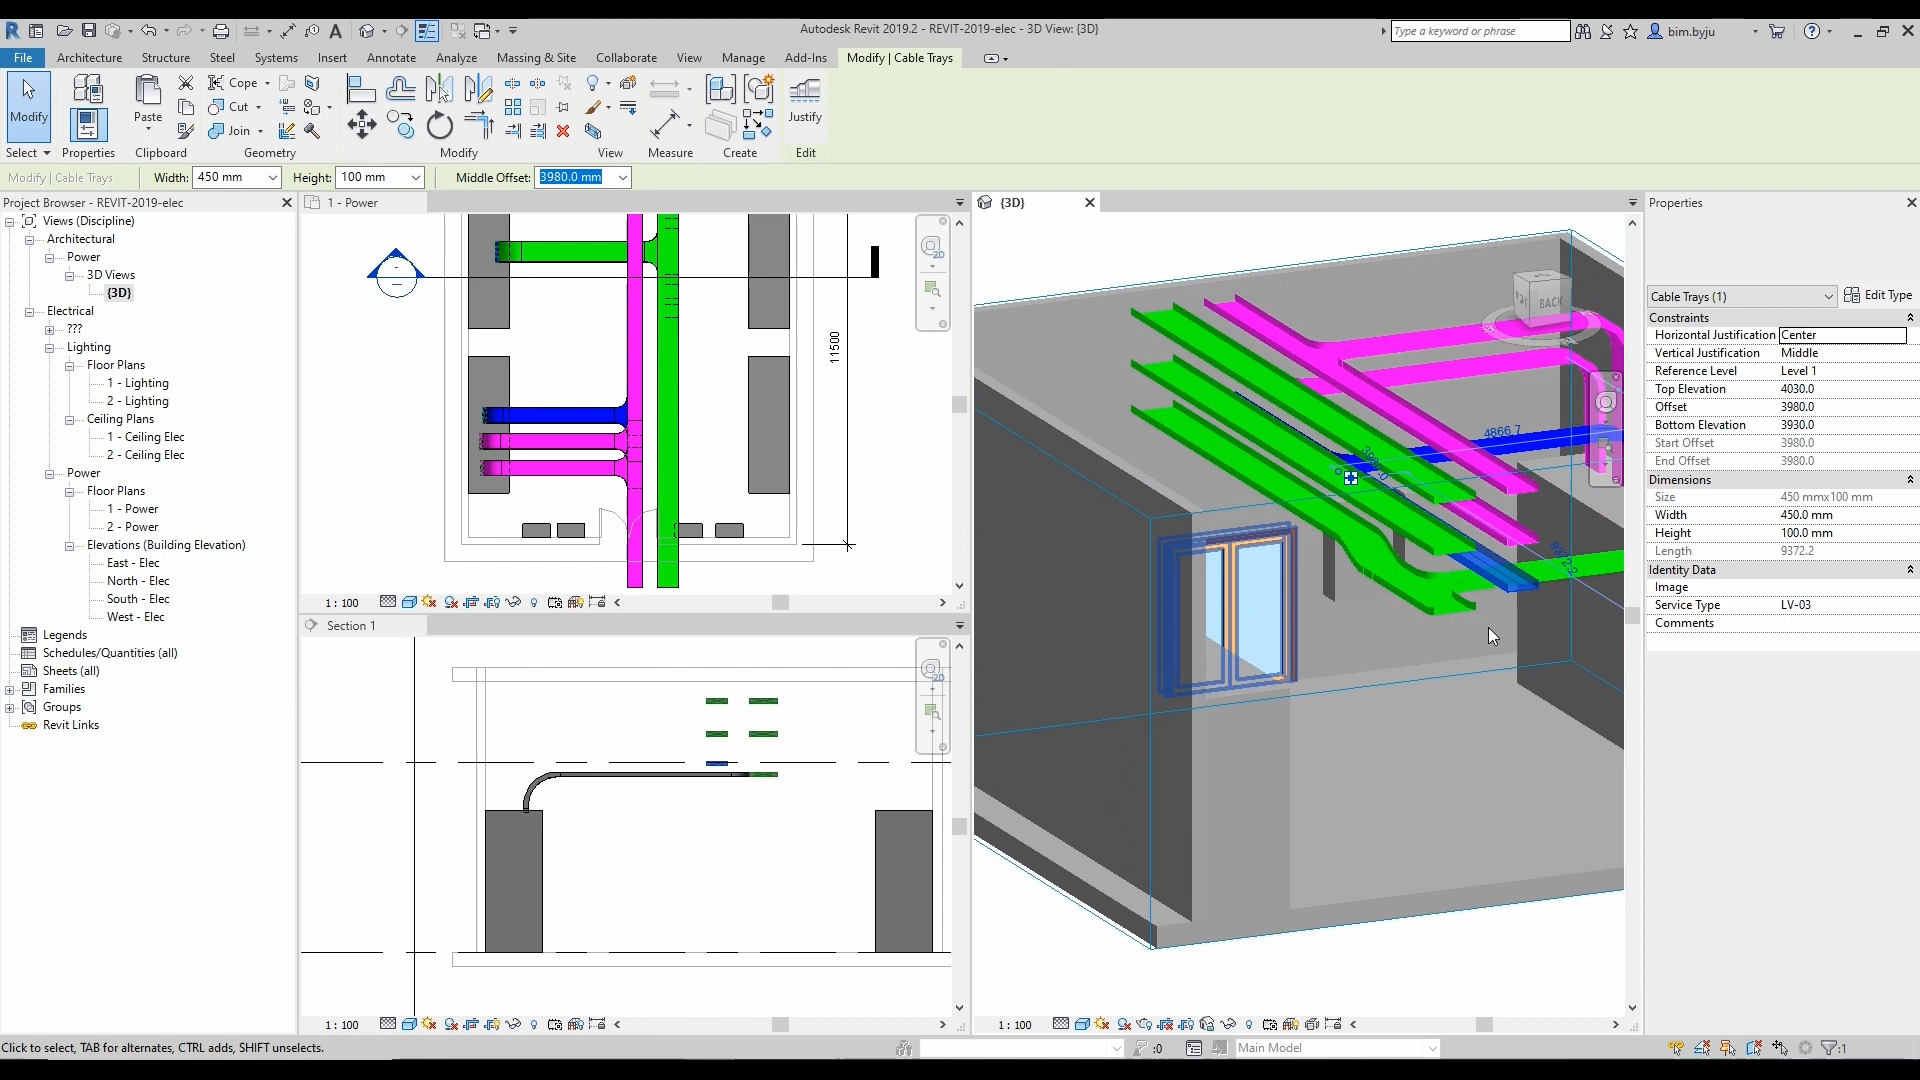 Autodesk Revit 2019.2 - REVIT-2019-elec - 3D View: {3D}
Type a keyword or phrase
bim.byju
File Architecture Structure Steel Systems Insert Annotate Analyze Massing & Site Collaborate View Manage Add-Ins Modify | Cable Trays
Modify
Paste
Cope
Cut
Join
Justify
Select Properties Clipboard Geometry Modify View Measure Create Edit
Modify | Cable Trays Width: 450 mm Height: 100 mm Middle Offset: 3980.0 mm
Project Browser - REVIT-2019-elec
Views (Discipline)
Architectural
Power
3D Views
{3D}
Electrical
???
Lighting
Floor Plans
1 - Lighting
2 - Lighting
Ceiling Plans
1 - Ceiling Elec
2 - Ceiling Elec
Power
Floor Plans
1 - Power
2 - Power
Elevations (Building Elevation)
East - Elec
North - Elec
South - Elec
West - Elec
Legends
Schedules/Quantities (all)
Sheets (all)
Families
Groups
Revit Links
1 - Power
2D
11500
1 : 100
Section 1
2D
1 : 100
{3D}
BACK
4866.7
9372.2
1 : 100
Properties
Cable Trays (1) Edit Type
Constraints
Horizontal Justification Center
Vertical Justification Middle
Reference Level Level 1
Top Elevation 4030.0
Offset 3980.0
Bottom Elevation 3930.0
Start Offset 3980.0
End Offset 3980.0
Dimensions
Size 450 mmx100 mm
Width 450.0 mm
Height 100.0 mm
Length 9372.2
Identity Data
Image
Service Type LV-03
Comments
Click to select, TAB for alternates, CTRL adds, SHIFT unselects.
:0
Main Model
:1